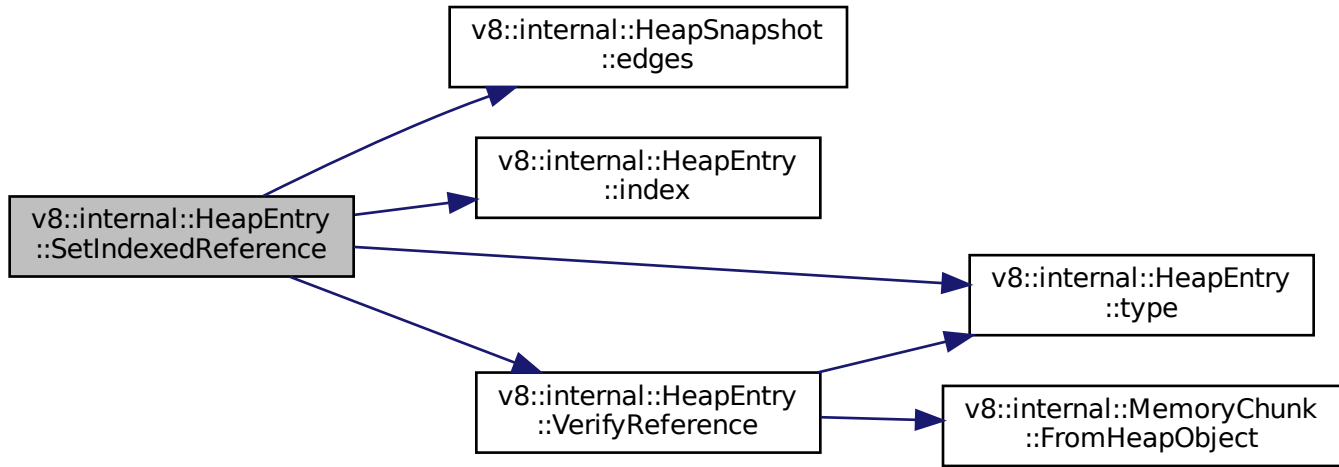 v8::internal::HeapSnapshot
::edges
v8::internal::HeapEntry
::index
v8::internal::HeapEntry
::SetIndexedReference
v8::internal::HeapEntry
::type
v8::internal::HeapEntry
::VerifyReference
v8::internal::MemoryChunk
::FromHeapObject